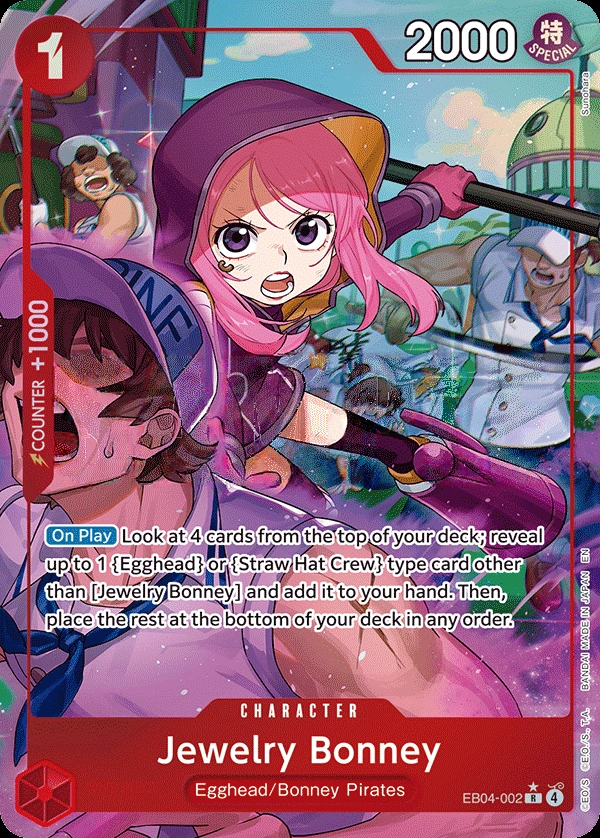 1
2000
特
SPECIAL
Sunohara
MARINE
COUNTER +1000
On Play Look at 4 cards from the top of your deck; reveal
up to 1 {Egghead} or {Straw Hat Crew} type card other
than [Jewelry Bonney] and add it to your hand. Then,
place the rest at the bottom of your deck in any order.
©EO/S ©E.O./S., T.A. BANDAI MADE IN JAPAN EN
CHARACTER
Jewelry Bonney
Egghead/Bonney Pirates
EB04-002 R 4